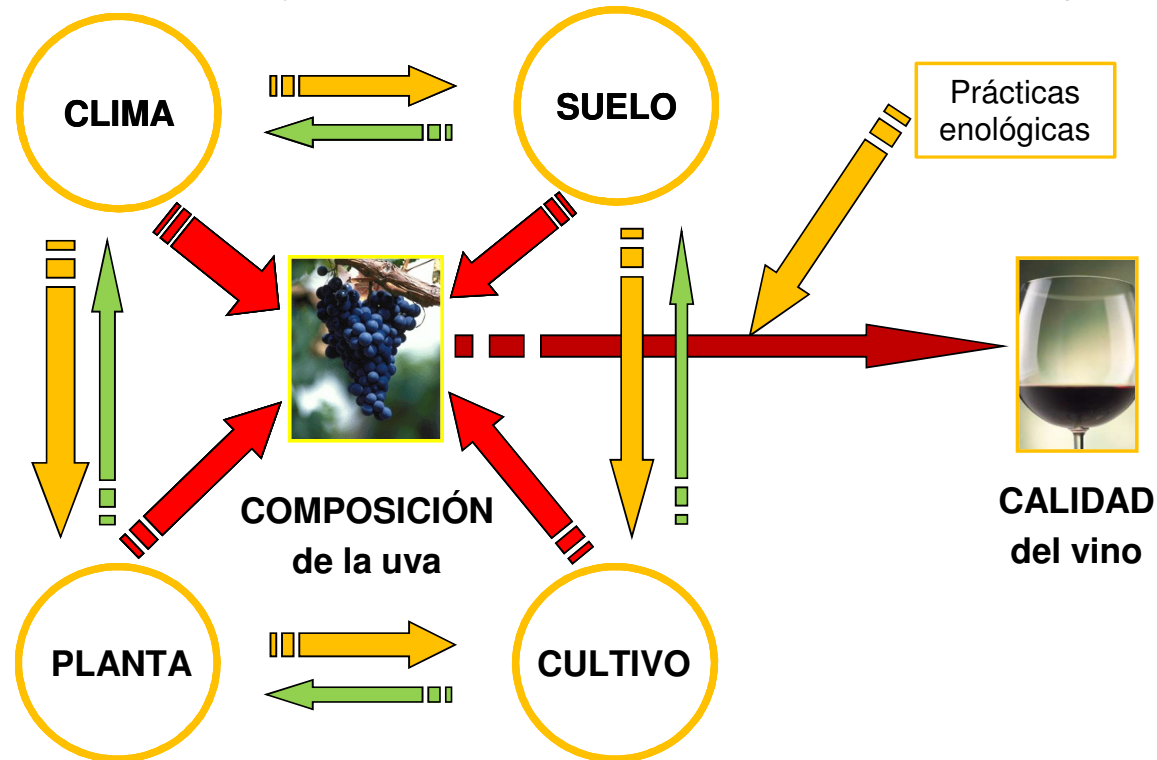 CLIMA
SUELO
Prácticas
enológicas
COMPOSICIÓN
de la uva
CALIDAD
del vino
PLANTA
CULTIVO